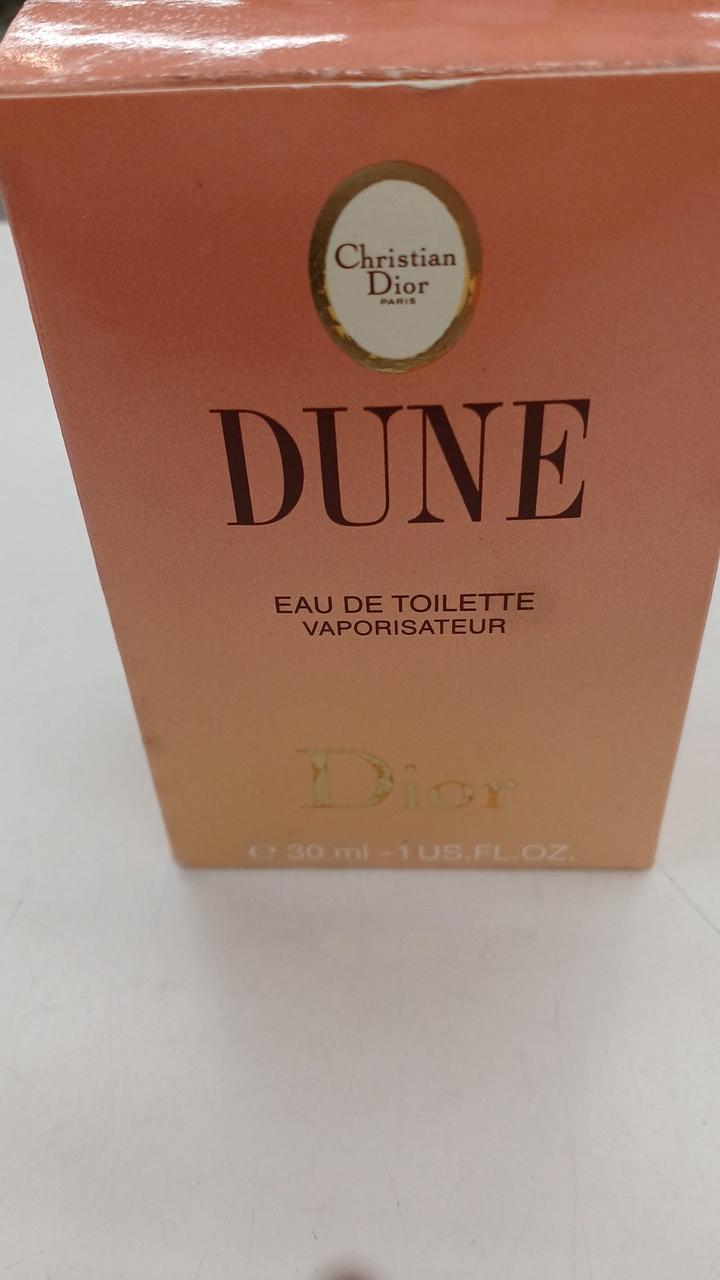 Christian
Dior
PARIS
DUNE
EAU DE TOILETTE
VAPORISATEUR
Dior
℮ 30 ml - 1 US.FL.OZ.